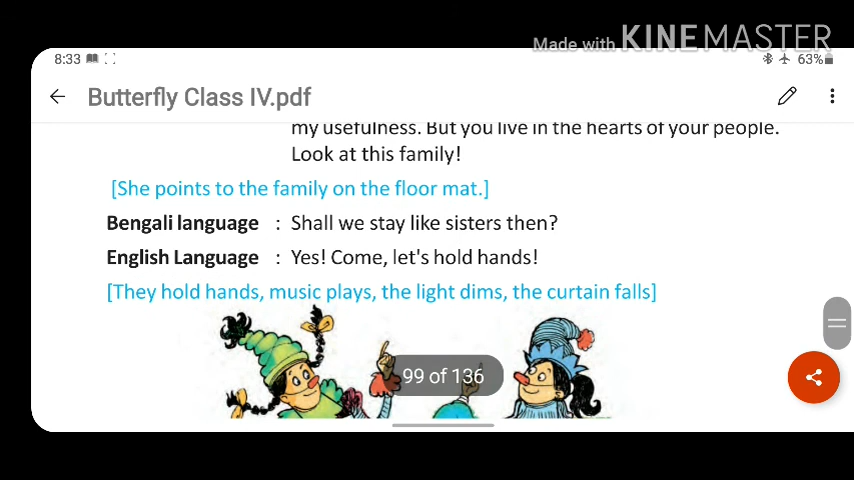 Made with KINEMASTER
8:33 63%
Butterfly Class IV.pdf
my usefulness. But you live in the hearts of your people.
Look at this family!
[She points to the family on the floor mat.]
Bengali language : Shall we stay like sisters then?
English Language : Yes! Come, let's hold hands!
[They hold hands, music plays, the light dims, the curtain falls]
99 of 136